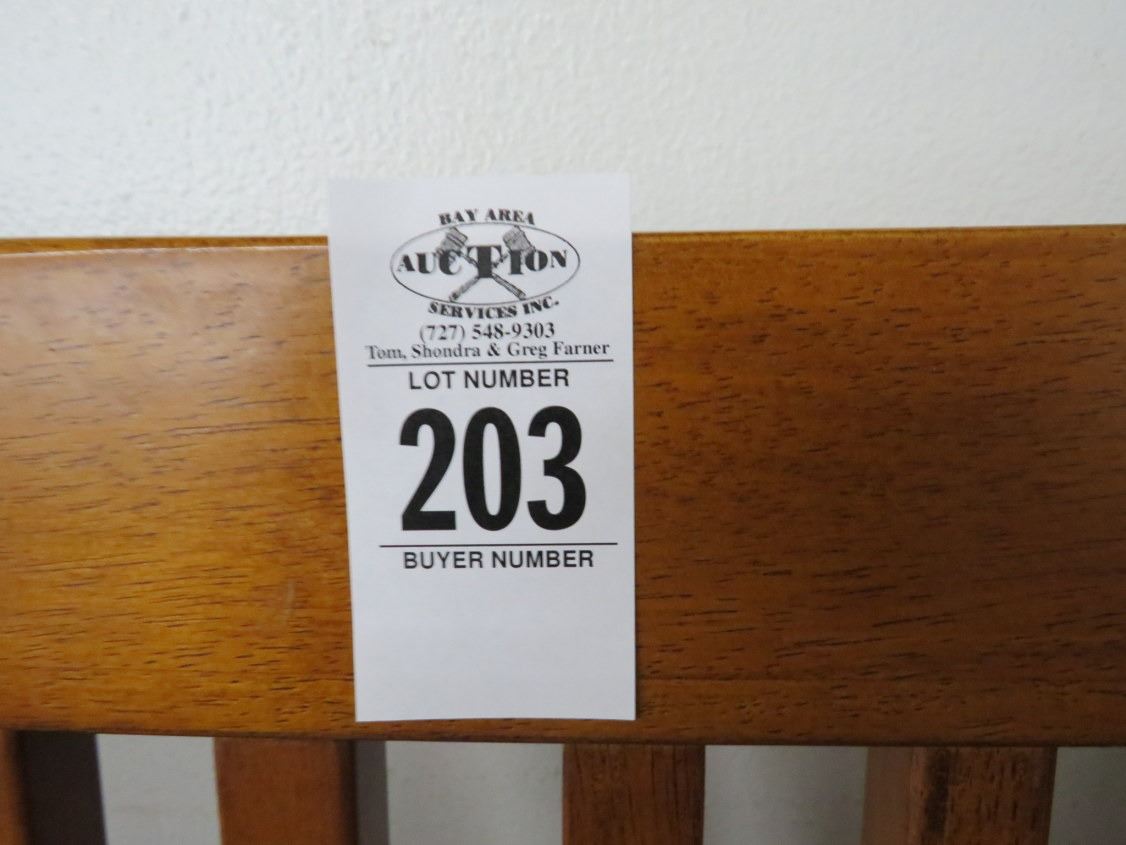 BAY AREA
AUCTION
SERVICES INC.
(727) 548-9303
Tom, Shondra & Greg Farner
LOT NUMBER
203
BUYER NUMBER